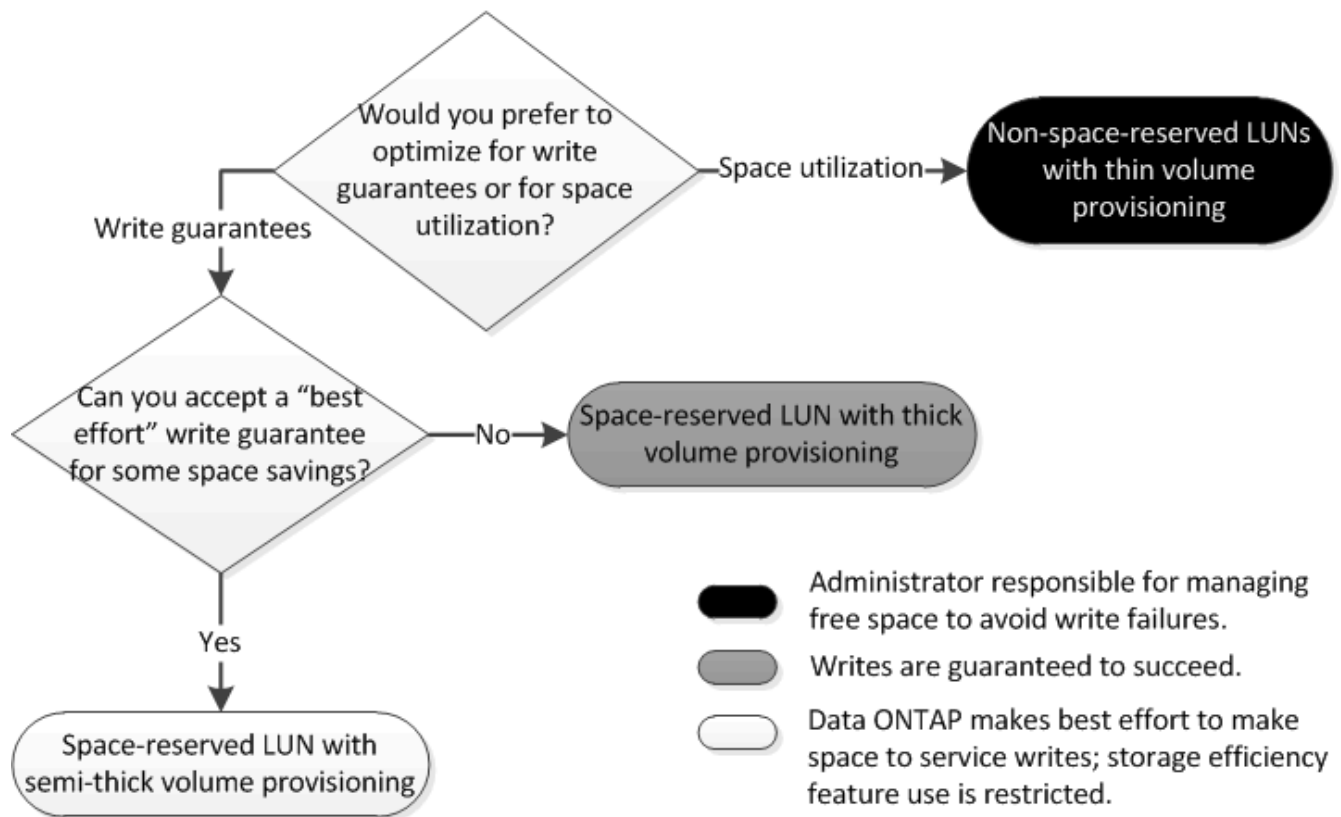 Would you prefer to
optimize for write
guarantees or for space
utilization?
Space utilization
Non-space-reserved LUNs
with thin volume
provisioning
Write guarantees
Can you accept a “best
effort” write guarantee
for some space savings?
No
Space-reserved LUN with thick
volume provisioning
Yes
Space-reserved LUN with
semi-thick volume provisioning
Administrator responsible for managing
free space to avoid write failures.
Writes are guaranteed to succeed.
Data ONTAP makes best effort to make
space to service writes; storage efficiency
feature use is restricted.